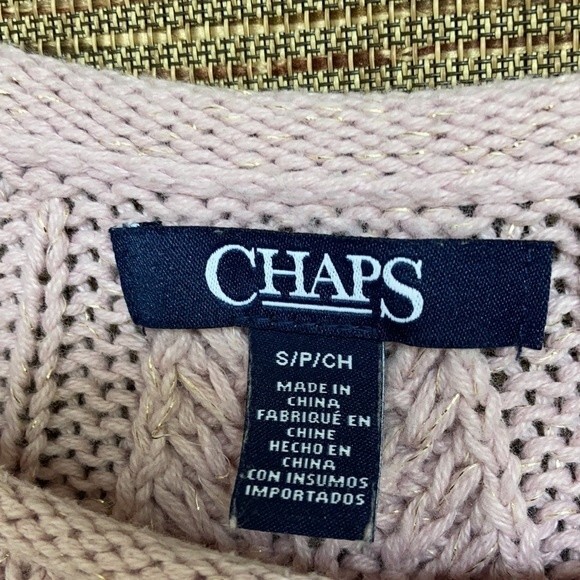 CHAPS
S/P/CH
MADE IN
CHINA
FABRIQUÉ EN
CHINE
HECHO EN
CHINA
CON INSUMOS
IMPORTADOS